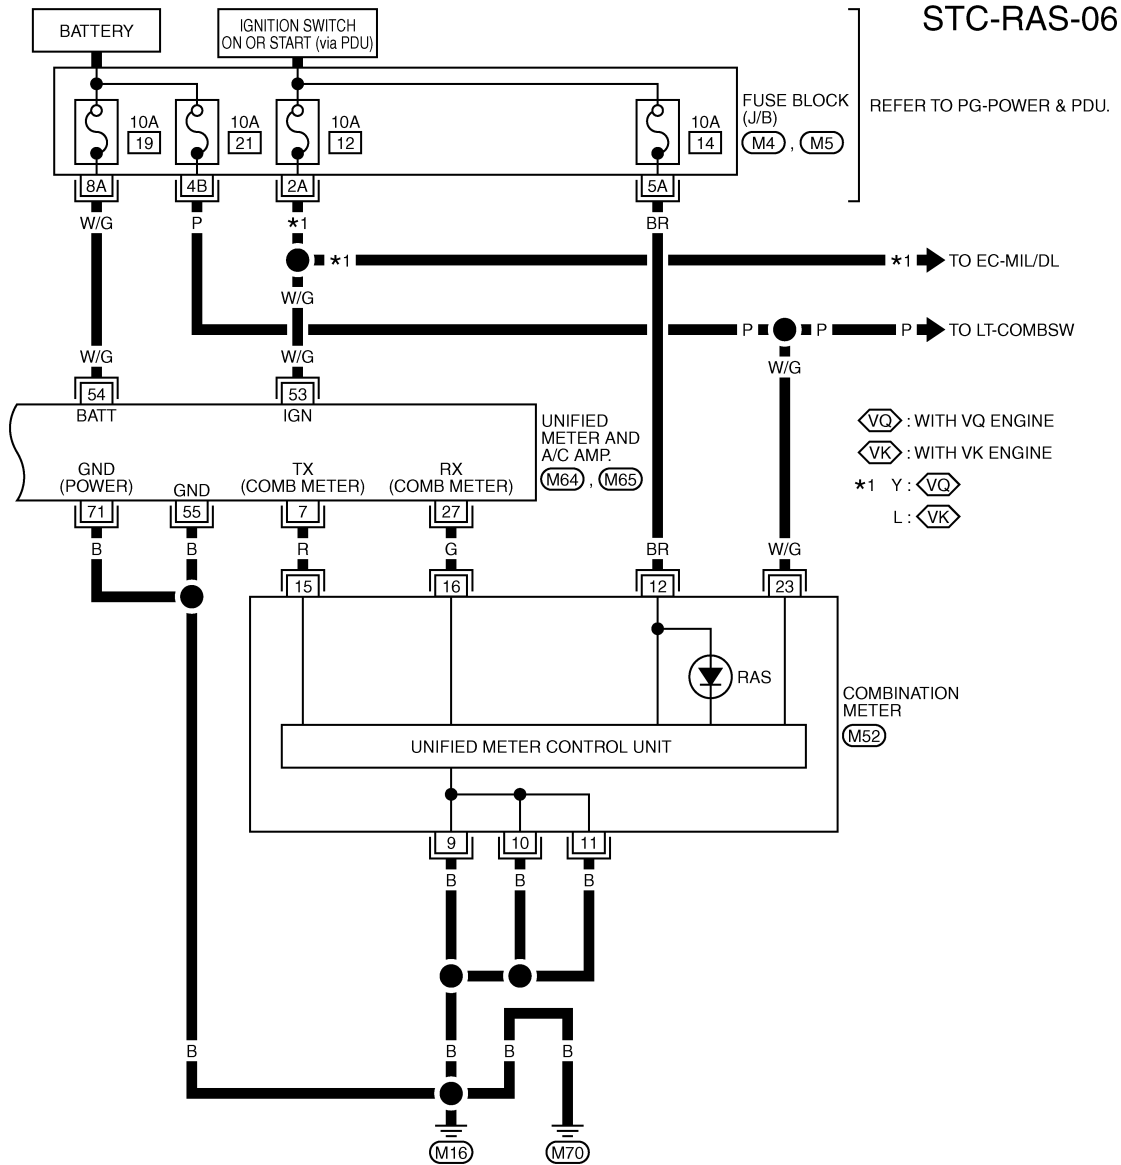 STC-RAS-06
BATTERY
IGNITION SWITCH
ON OR START (via PDU)
REFER TO PG-POWER & PDU.
FUSE BLOCK
(J/B)
M4 , M5
10A
19
10A
21
10A
12
10A
14
8A
4B
2A
5A
W/G
P
*1
BR
*1
*1
TO EC-MIL/DL
W/G
P
P
P
TO LT-COMBSW
W/G
W/G
W/G
54
53
BATT
IGN
UNIFIED
METER AND
A/C AMP.
M64 , M65
VQ : WITH VQ ENGINE
VK : WITH VK ENGINE
*1 Y : VQ
L : VK
GND
(POWER)
GND
TX
(COMB METER)
RX
(COMB METER)
71
55
7
27
B
B
R
G
BR
W/G
15
16
12
23
RAS
COMBINATION
METER
M52
UNIFIED METER CONTROL UNIT
9
10
11
B
B
B
B
B
B
B
M16
M70